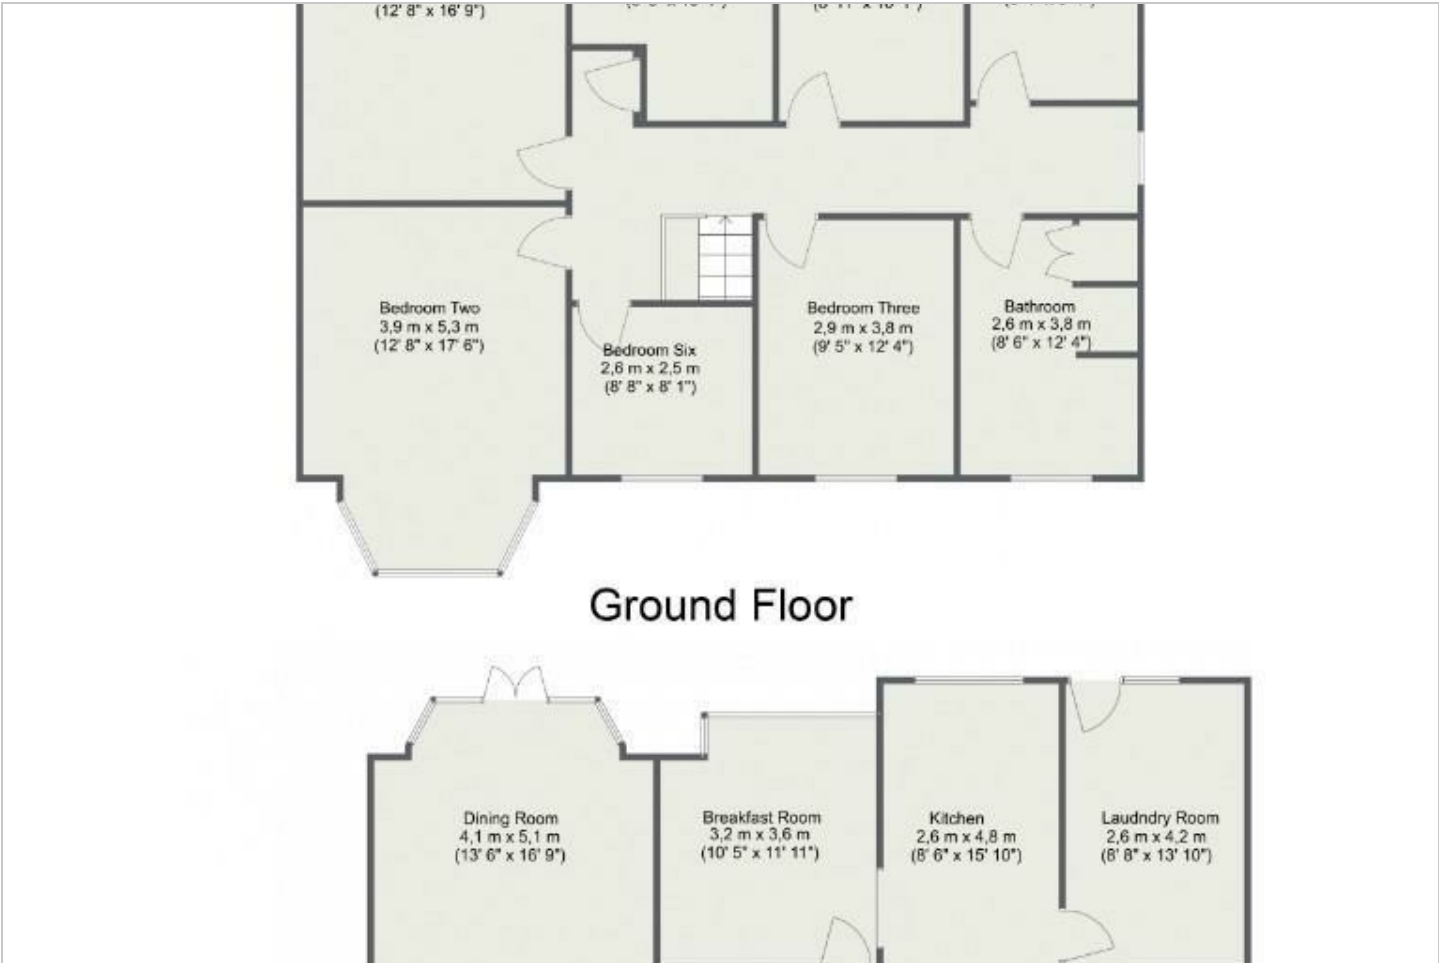 (12' 8" x 16' 9")
Bedroom Two
3,9 m x 5,3 m
(12' 8" x 17' 6")
Bedroom Six
2,6 m x 2,5 m
(8' 8" x 8' 1")
Bedroom Three
2,9 m x 3,8 m
(9' 5" x 12' 4")
Bathroom
2,6 m x 3,8 m
(8' 6" x 12' 4")
Ground Floor
Dining Room
4,1 m x 5,1 m
(13' 6" x 16' 9")
Breakfast Room
3,2 m x 3,6 m
(10' 5" x 11' 11")
Kitchen
2,6 m x 4,8 m
(8' 6" x 15' 10")
Laudndry Room
2,6 m x 4,2 m
(8' 8" x 13' 10")